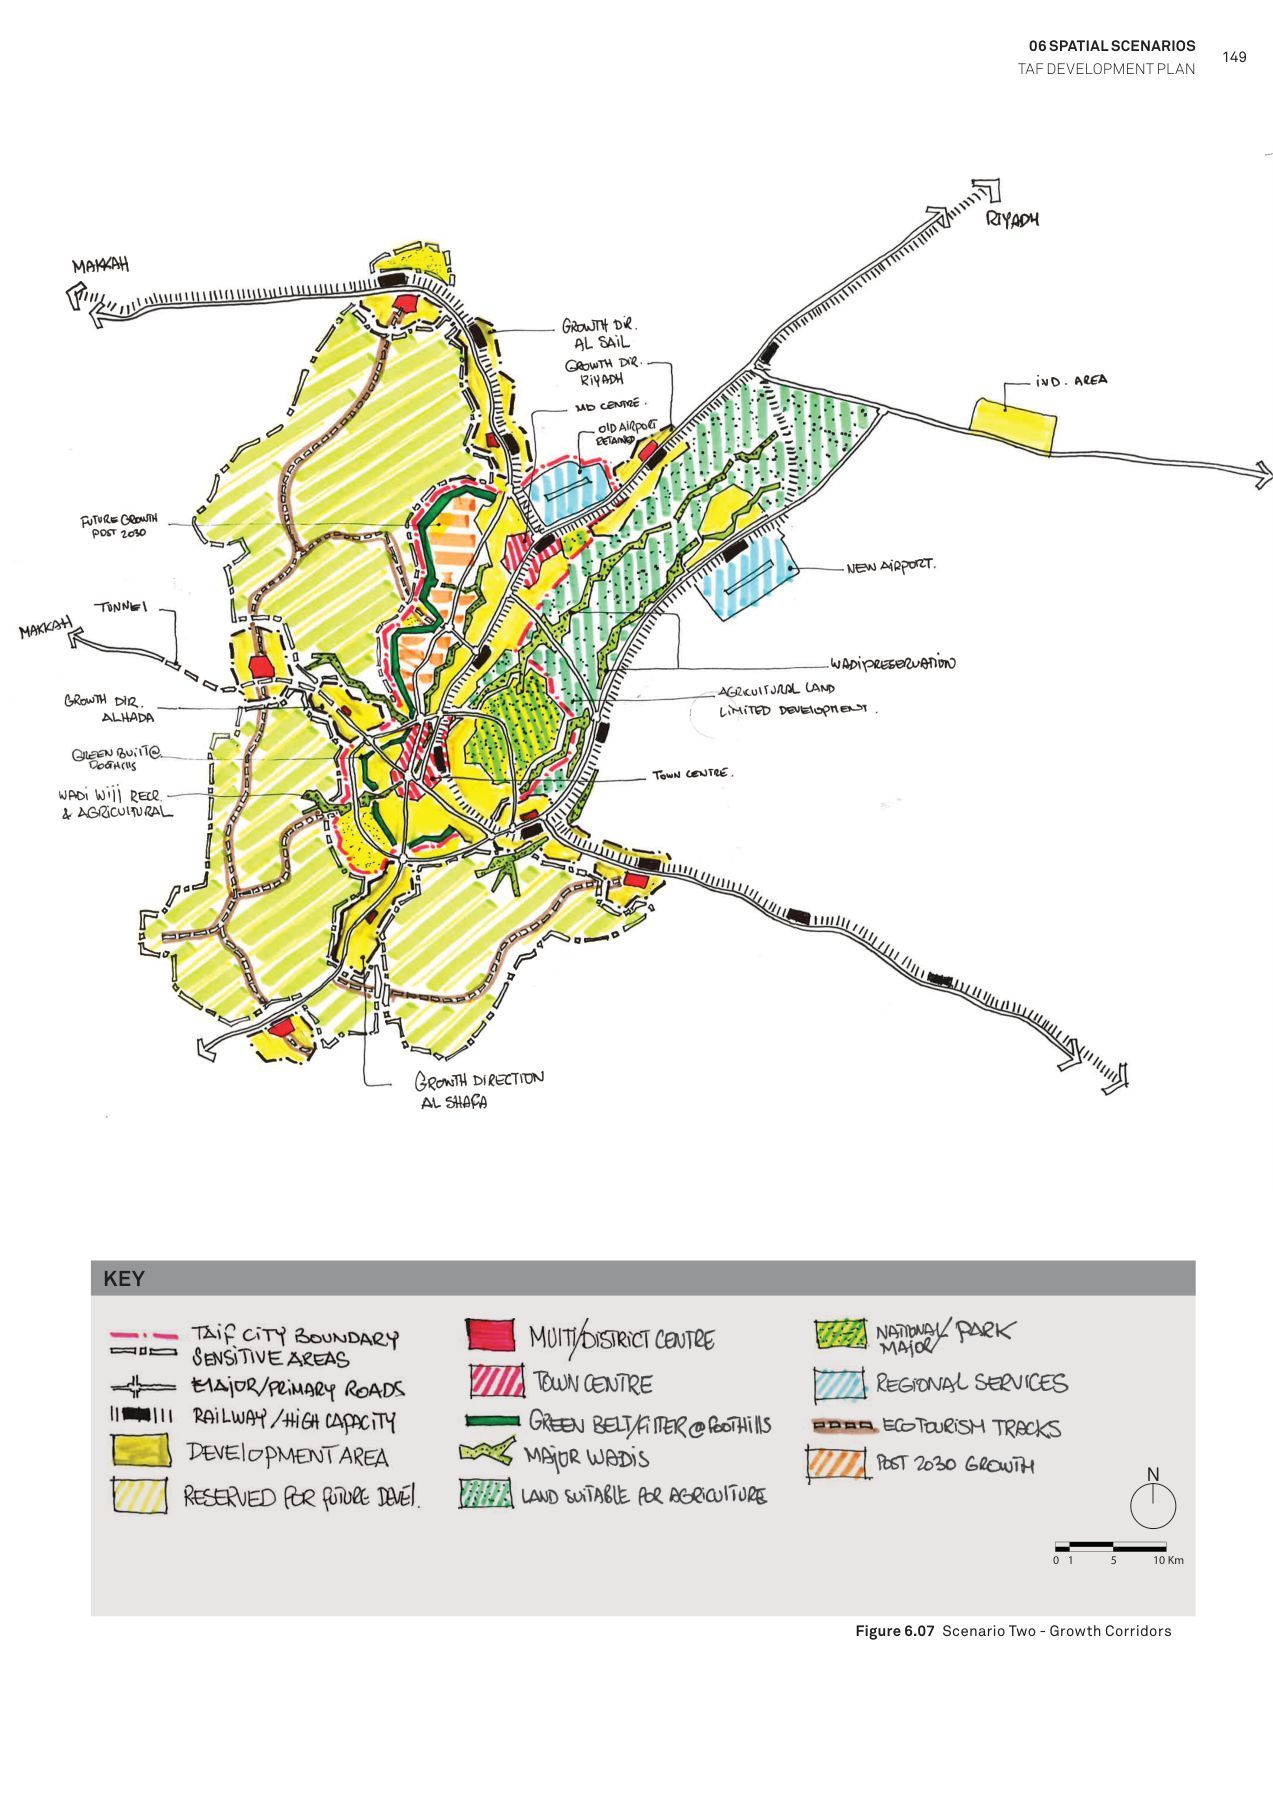 06 SPATIAL SCENARIOS
TAF DEVELOPMENT PLAN
149
MAKKAH
RIYADH
GROWTH DIR.
AL SAIL
GROWTH DIR.
RIYADH
MD CENTRE.
OLD AIRPORT
RETAINED
IND. AREA
FUTURE GROWTH
POST 2030
NEW AIRPORT.
TUNNEL
MAKKAH
WADI PRESERVATION
AGRICULTURAL LAND
LIMITED DEVELOPMENT.
GROWTH DIR.
ALHADA
GREEN BUILT@
FOOTHILLS
TOWN CENTRE.
WADI WITH RECR.
& AGRICULTURAL
GROWTH DIRECTION
AL SHAFA
KEY
TAIF CITY BOUNDARY
SENSITIVE AREAS
MAJOR/PRIMARY ROADS
RAILWAY/HIGH CAPACITY
DEVELOPMENT AREA
RESERVED FOR FUTURE DEVEL.
MULTI/DISTRICT CENTRE
TOWN CENTRE
GREEN BELT/FILTER@FOOTHILLS
MAJOR WADIS
LAND SUITABLE FOR AGRICULTURE
NATIONAL/ PARK
MAJOR/
REGIONAL SERVICES
ECOTOURISM TRACKS
POST 2030 GROWTH
N
0 1 5 10 Km
Figure 6.07 Scenario Two - Growth Corridors